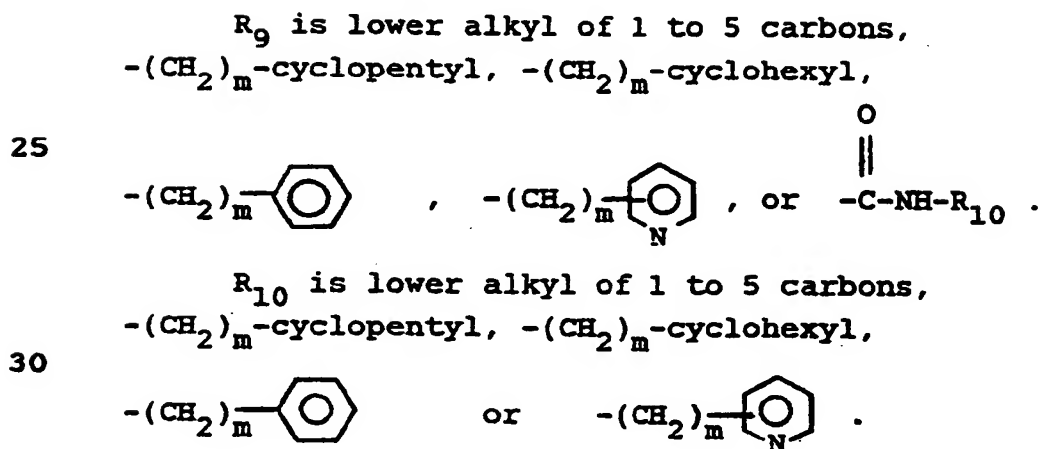 R9 is lower alkyl of 1 to 5 carbons,
-(CH2)m-cyclopentyl, -(CH2)m-cyclohexyl,
O
25
-(CH2)m , -(CH2)m N , or -C-NH-R10 .
R10 is lower alkyl of 1 to 5 carbons,
-(CH2)m-cyclopentyl, -(CH2)m-cyclohexyl,
30
-(CH2)m or -(CH2)m N .